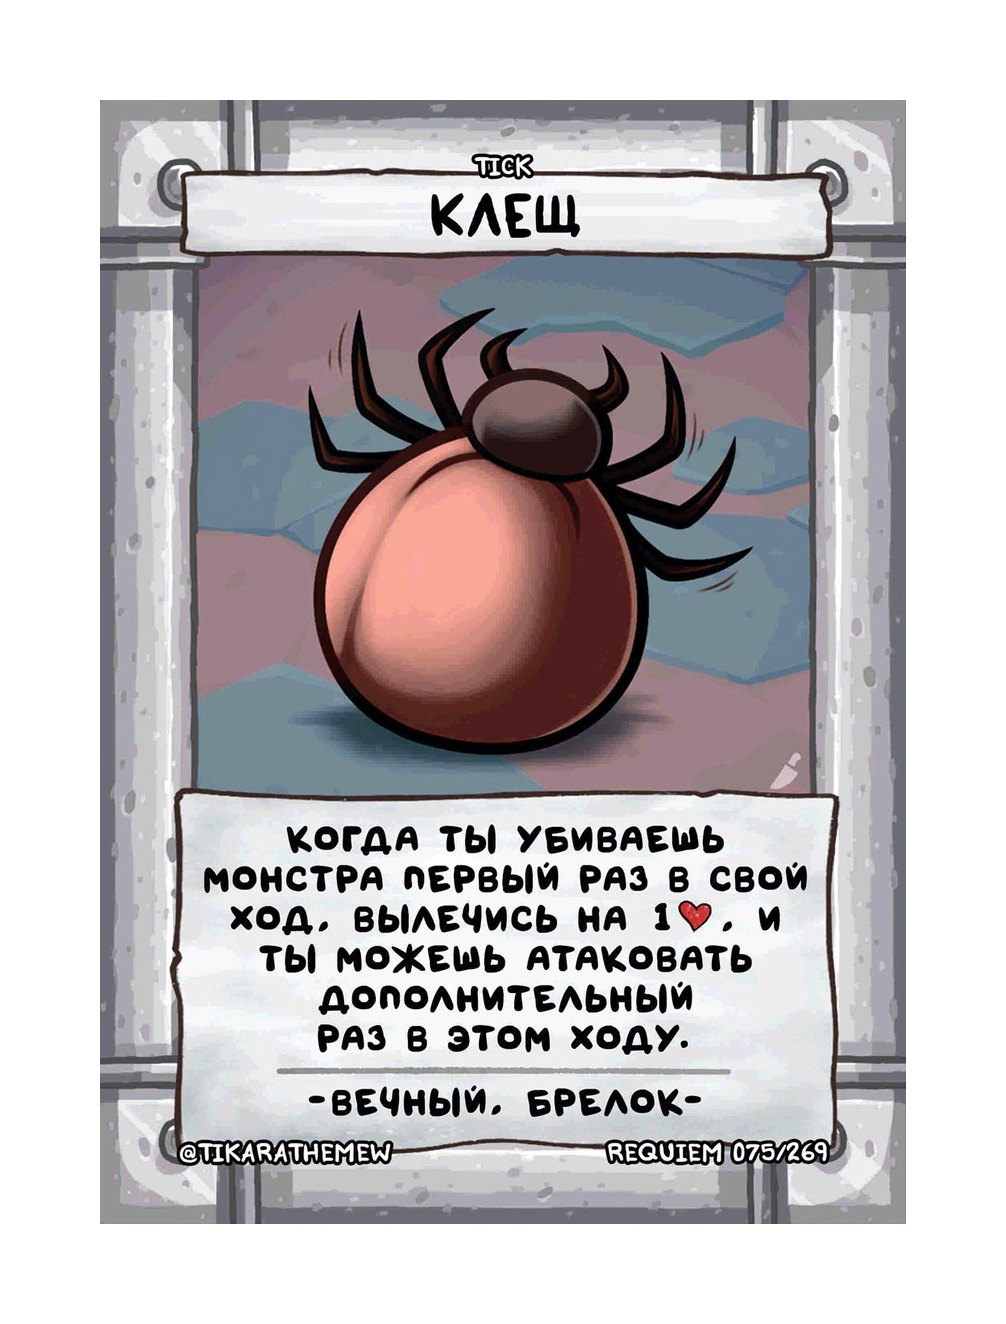 TICK
КЛЕЩ
КОГДА ТЫ УБИВАЕШЬ
МОНСТРА ПЕРВЫЙ РАЗ В СВОЙ
ХОД, ВЫЛЕЧИСЬ НА 1❤, И
ТЫ МОЖЕШЬ АТАКОВАТЬ
ДОПОЛНИТЕЛЬНЫЙ
РАЗ В ЭТОМ ХОДУ.
-ВЕЧНЫЙ, БРЕЛОК-
@TIKARATHEMEW
REQUIEM 075/269